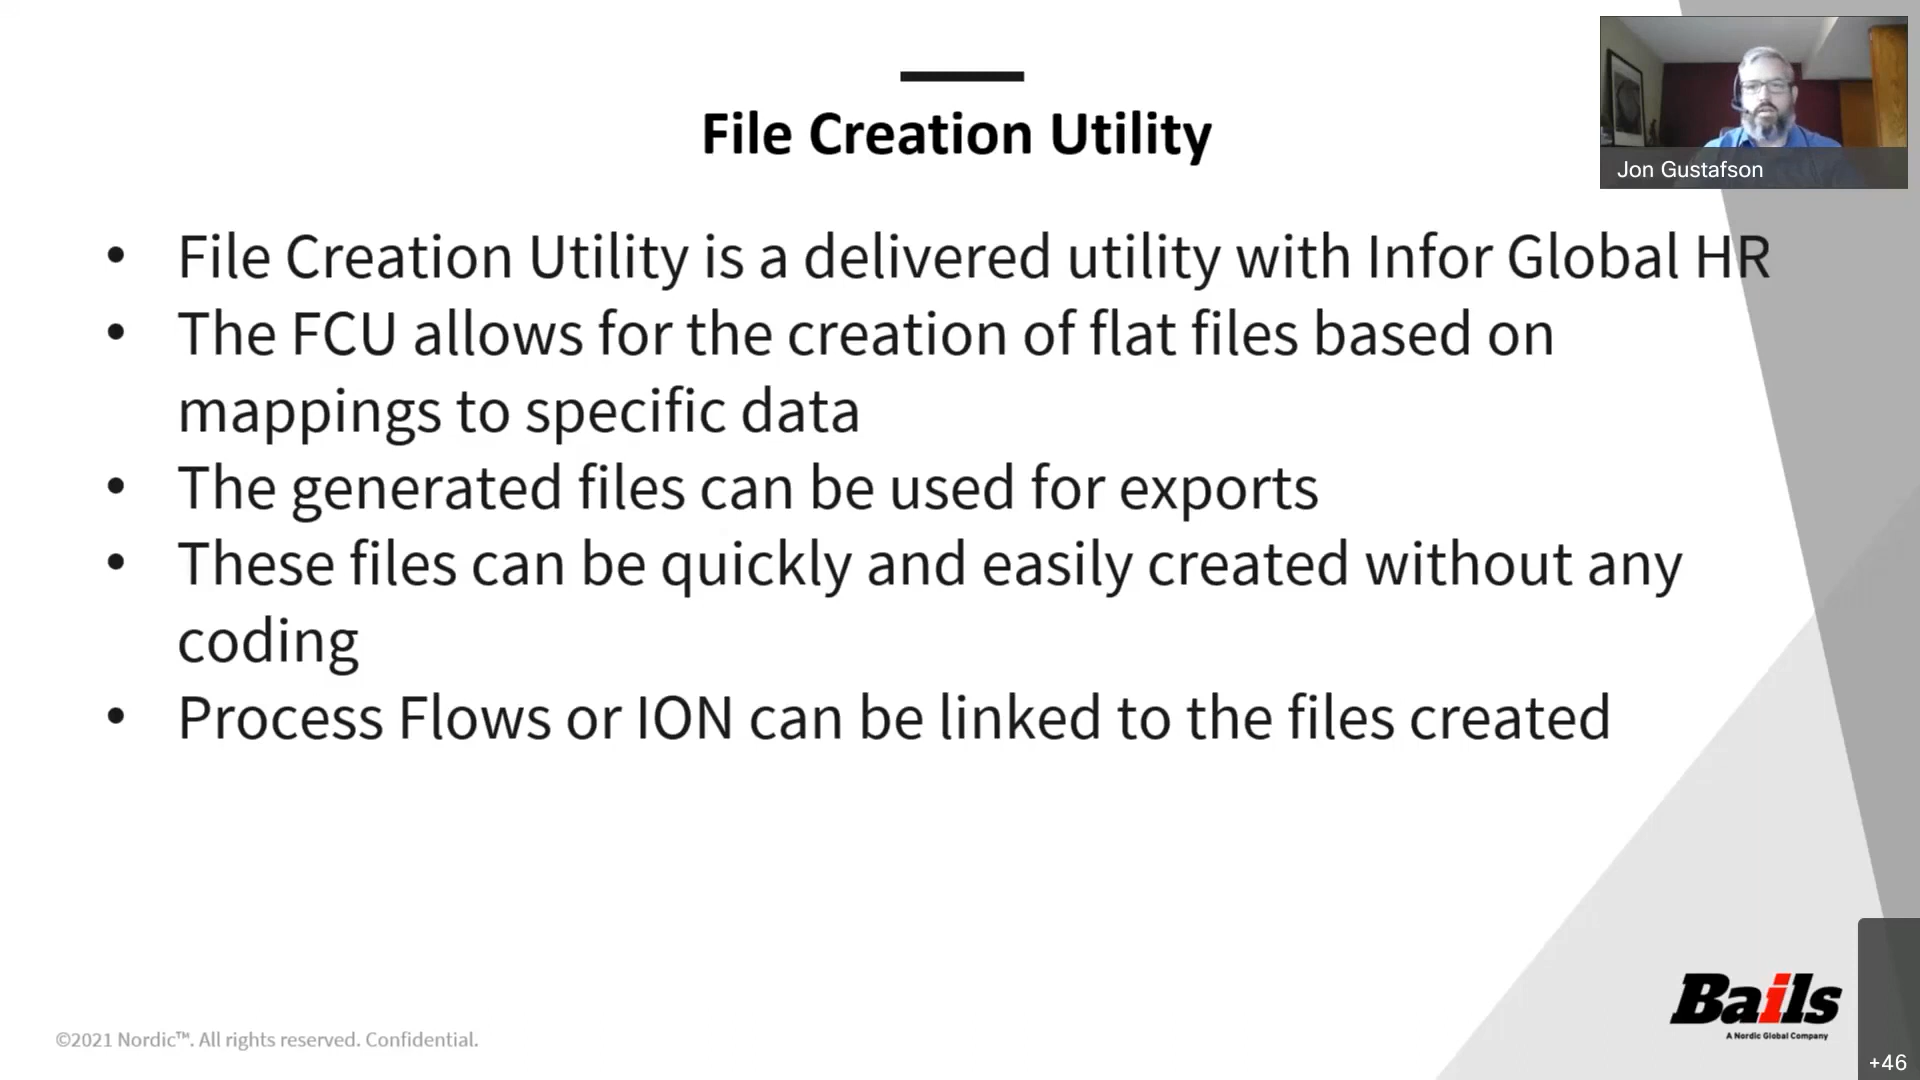 File Creation Utility
Jon Gustafson
• File Creation Utility is a delivered utility with Infor Global HR
• The FCU allows for the creation of flat files based on
mappings to specific data
• The generated files can be used for exports
• These files can be quickly and easily created without any
coding
• Process Flows or ION can be linked to the files created
Bails
A Nordic Global Company
©2021 Nordic™. All rights reserved. Confidential.
+46